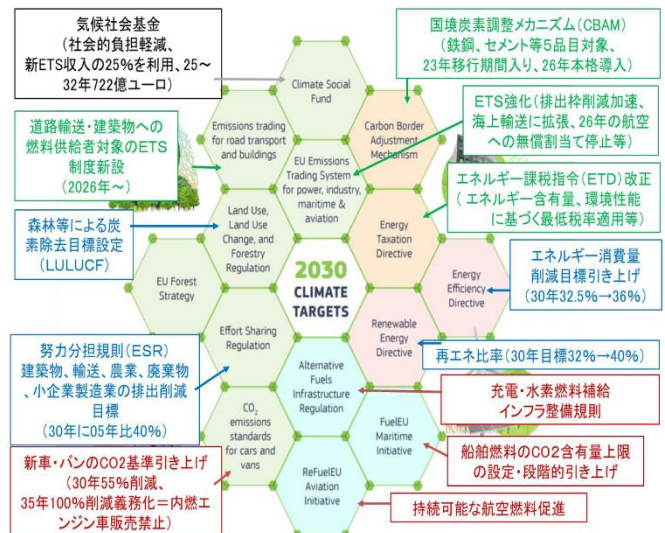 気候社会基金
(社会的負担軽減、
新ETS収入の25%を利用、25～
32年722億ユーロ)
国境炭素調整メカニズム(CBAM)
(鉄鋼、セメント等5品目対象、
23年移行期間入り、26年本格導入)
道路輸送・建築物への
燃料供給者対象のETS
制度新設
(2026年～)
ETS強化(排出枠削減加速、
海上輸送に拡張、26年の航空
への無償割当て停止等)
エネルギー課税指令(ETD)改正
(エネルギー含有量、環境性能
に基づく最低税率適用等)
森林等による炭
素除去目標設定
(LULUCF)
エネルギー消費量
削減目標引き上げ
(30年32.5%→36%)
努力分担規則(ESR)
建築物、輸送、農業、廃棄物
、小企業製造業の排出削減
目標
(30年に05年比40%)
再エネ比率(30年目標32%→40%)
充電・水素燃料補給
インフラ整備規則
新車・バンのCO2基準引き上げ
(30年55%削減、
35年100%削減義務化=内燃エ
ンジン車販売禁止)
船舶燃料のCO2含有量上限
の設定・段階的引き上げ
持続可能な航空燃料促進
Climate Social
Fund
Emissions trading
for road transport
and buildings
Carbon Border
Adjustment
Mechanism
EU Emissions
Trading System
for power, industry,
maritime &
aviation
Land Use,
Land Use
Change, and
Forestry
Regulation
Energy
Taxation
Directive
EU Forest
Strategy
2030
CLIMATE
TARGETS
Energy
Efficiency
Directive
Effort Sharing
Regulation
Renewable
Energy
Directive
Alternative
Fuels
Infrastructure
Regulation
CO2
emissions
standards
for cars and
vans
FuelEU
Maritime
Initiative
ReFuelEU
Aviation
Initiative